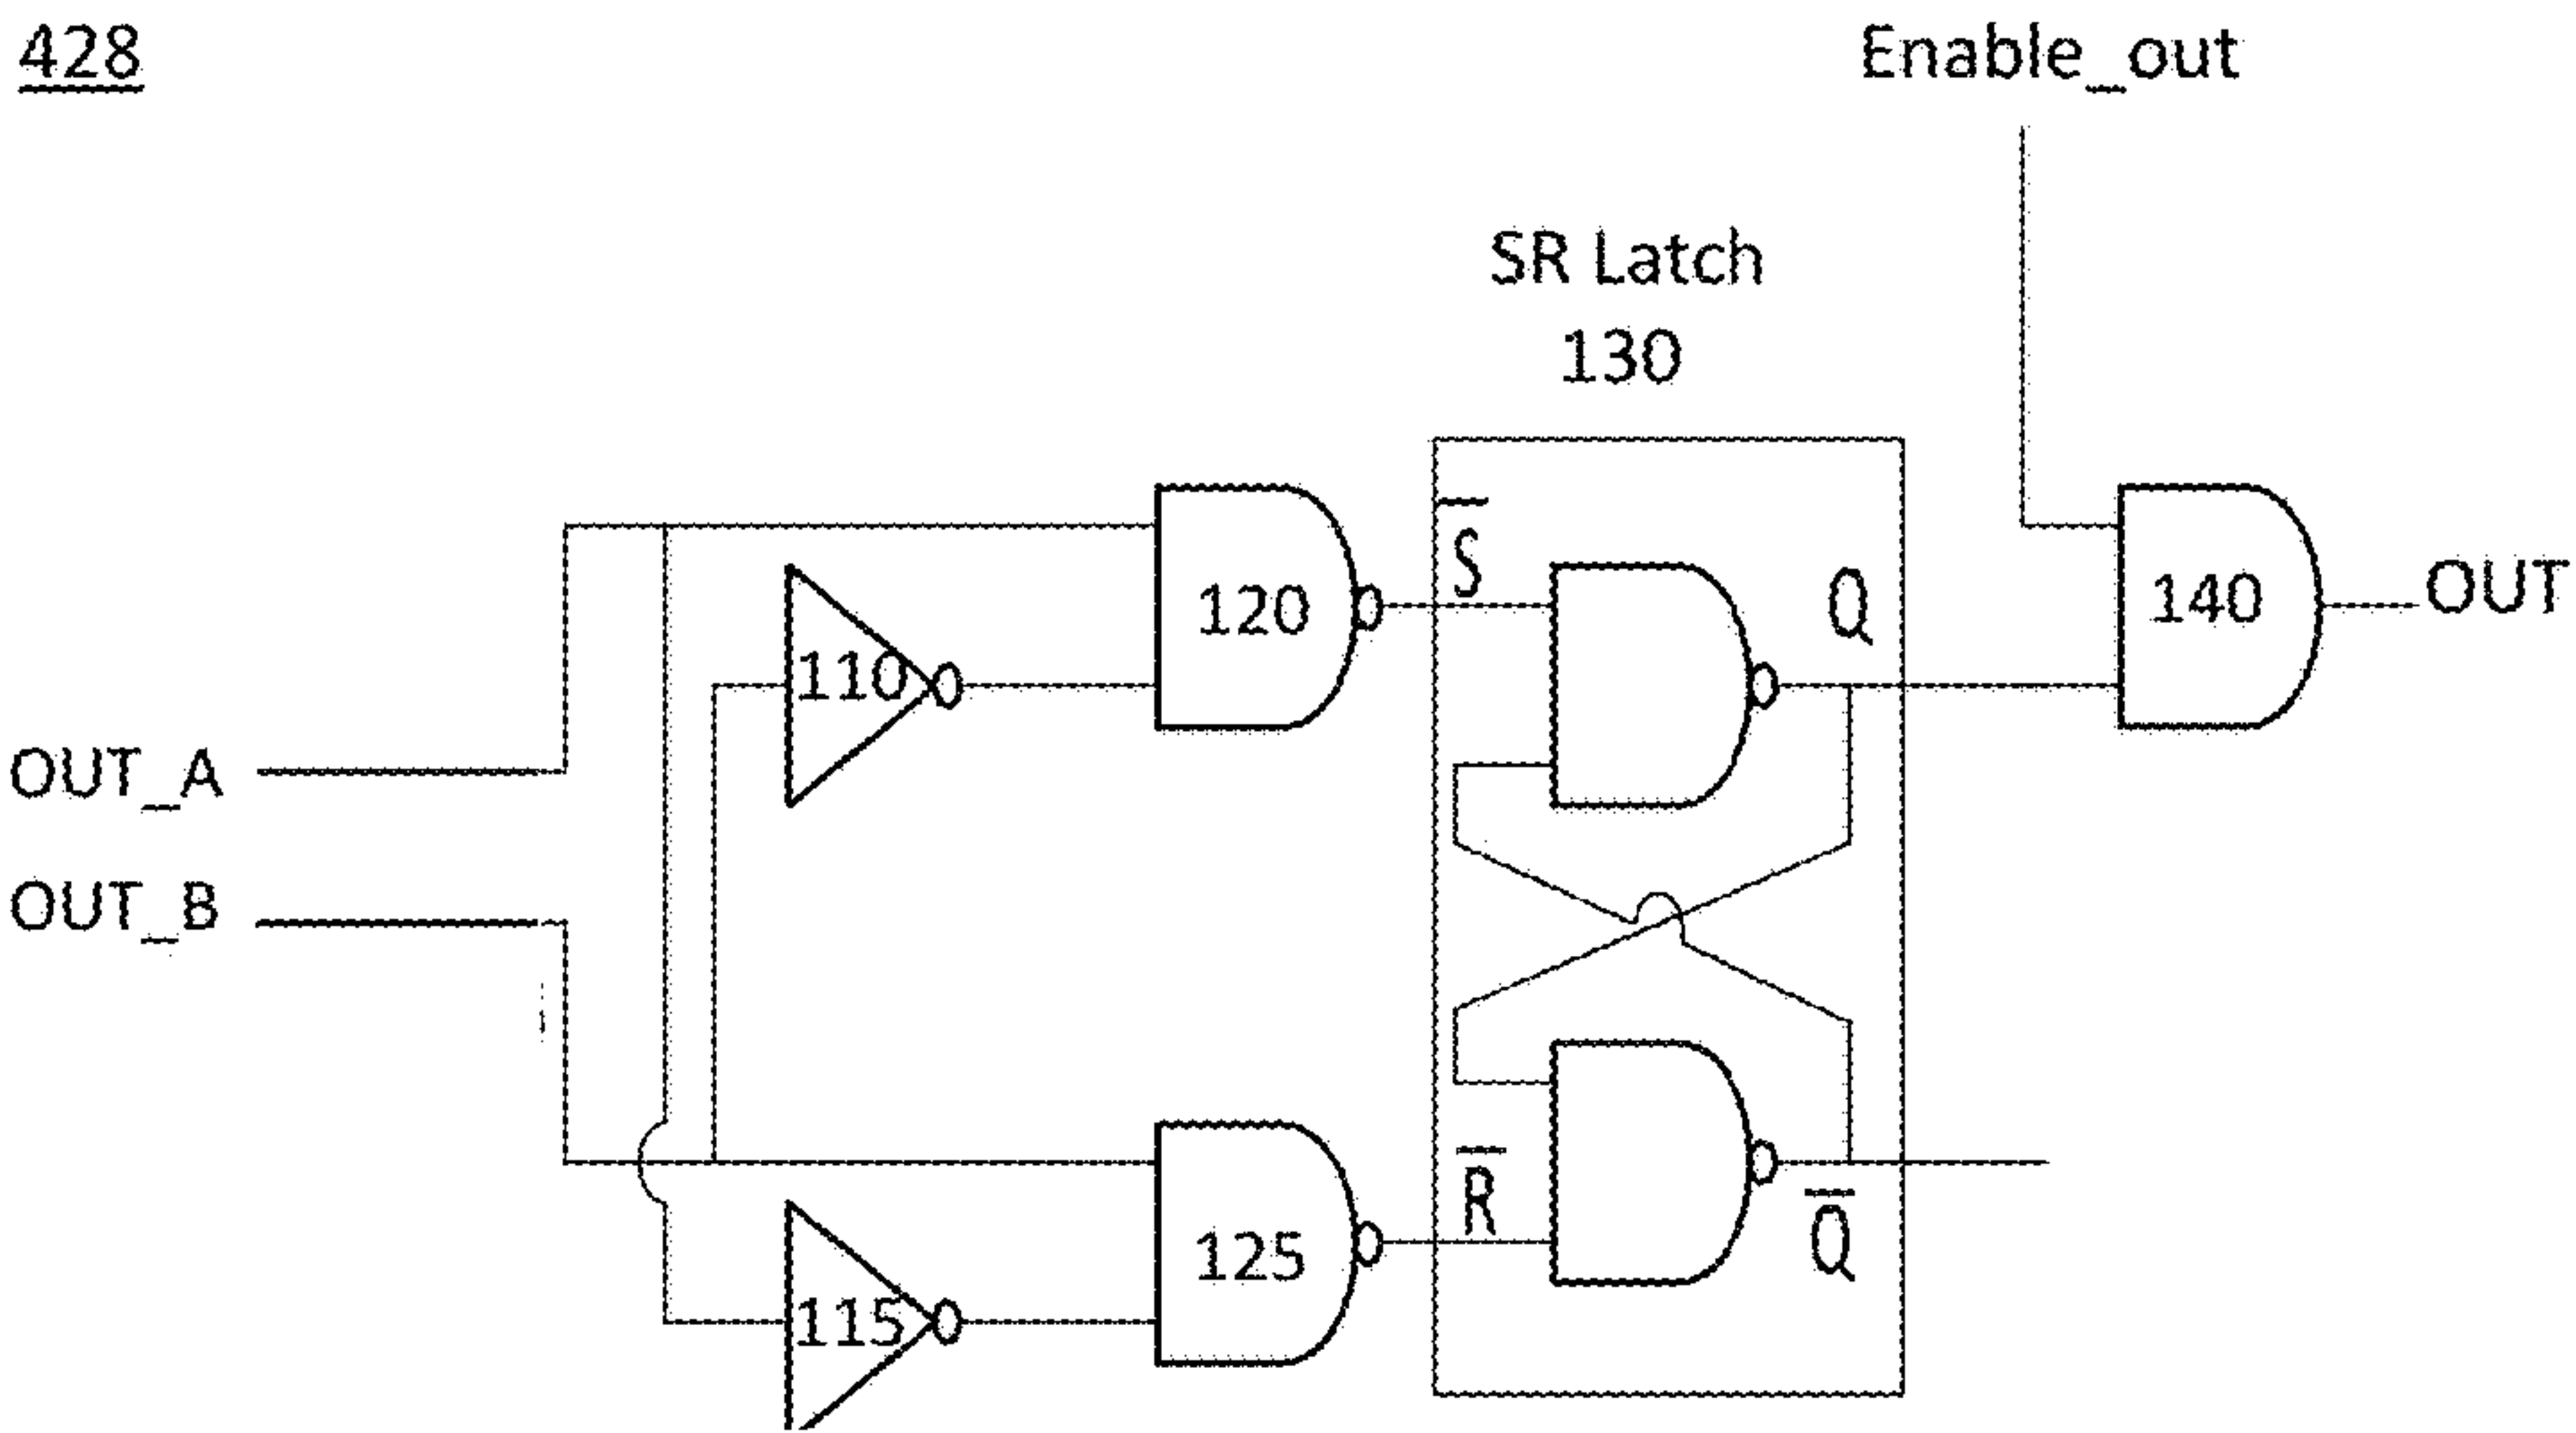 428
Enable_out
SR Latch
130
S̅
Q
120
140
OUT
110
OUT_A
OUT_B
R̅
Q̅
125
115